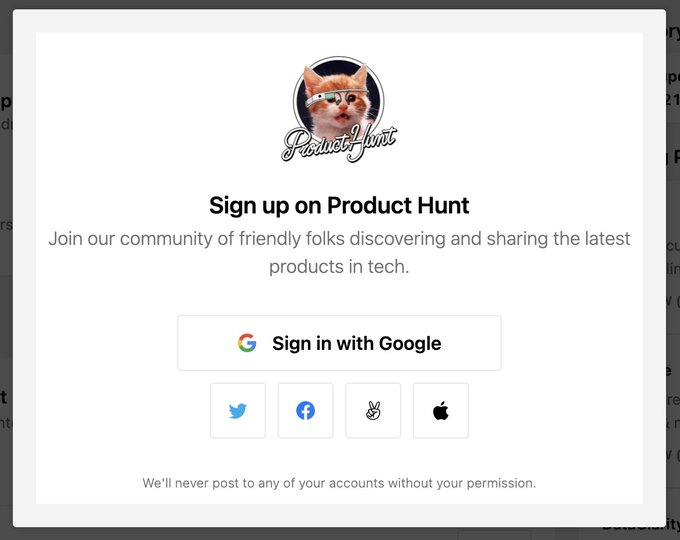 Product Hunt
Sign up on Product Hunt
Join our community of friendly folks discovering and sharing the latest
products in tech.
Sign in with Google
We'll never post to any of your accounts without your permission.